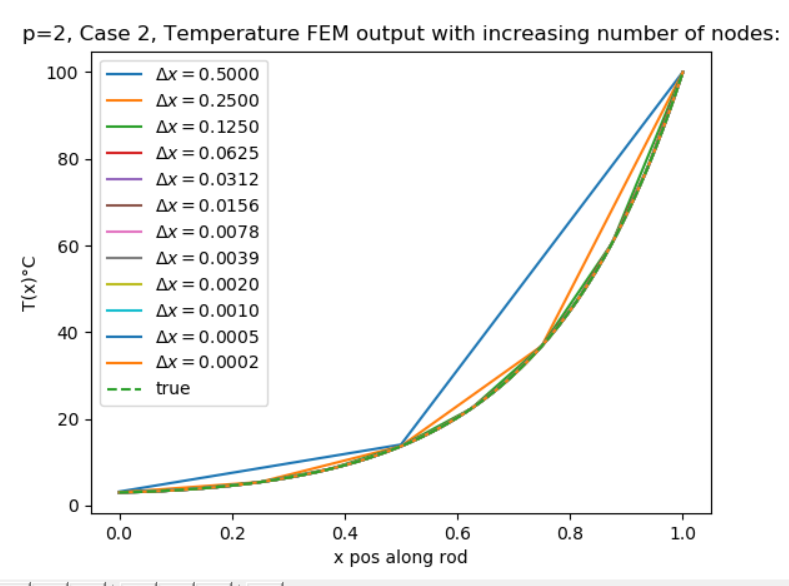 p=2, Case 2, Temperature FEM output with increasing number of nodes:
100
80
60
40
20
0
T(x)°C
Δx = 0.5000
Δx = 0.2500
Δx = 0.1250
Δx = 0.0625
Δx = 0.0312
Δx = 0.0156
Δx = 0.0078
Δx = 0.0039
Δx = 0.0020
Δx = 0.0010
Δx = 0.0005
Δx = 0.0002
true
0.0 0.2 0.4 0.6 0.8 1.0
x pos along rod